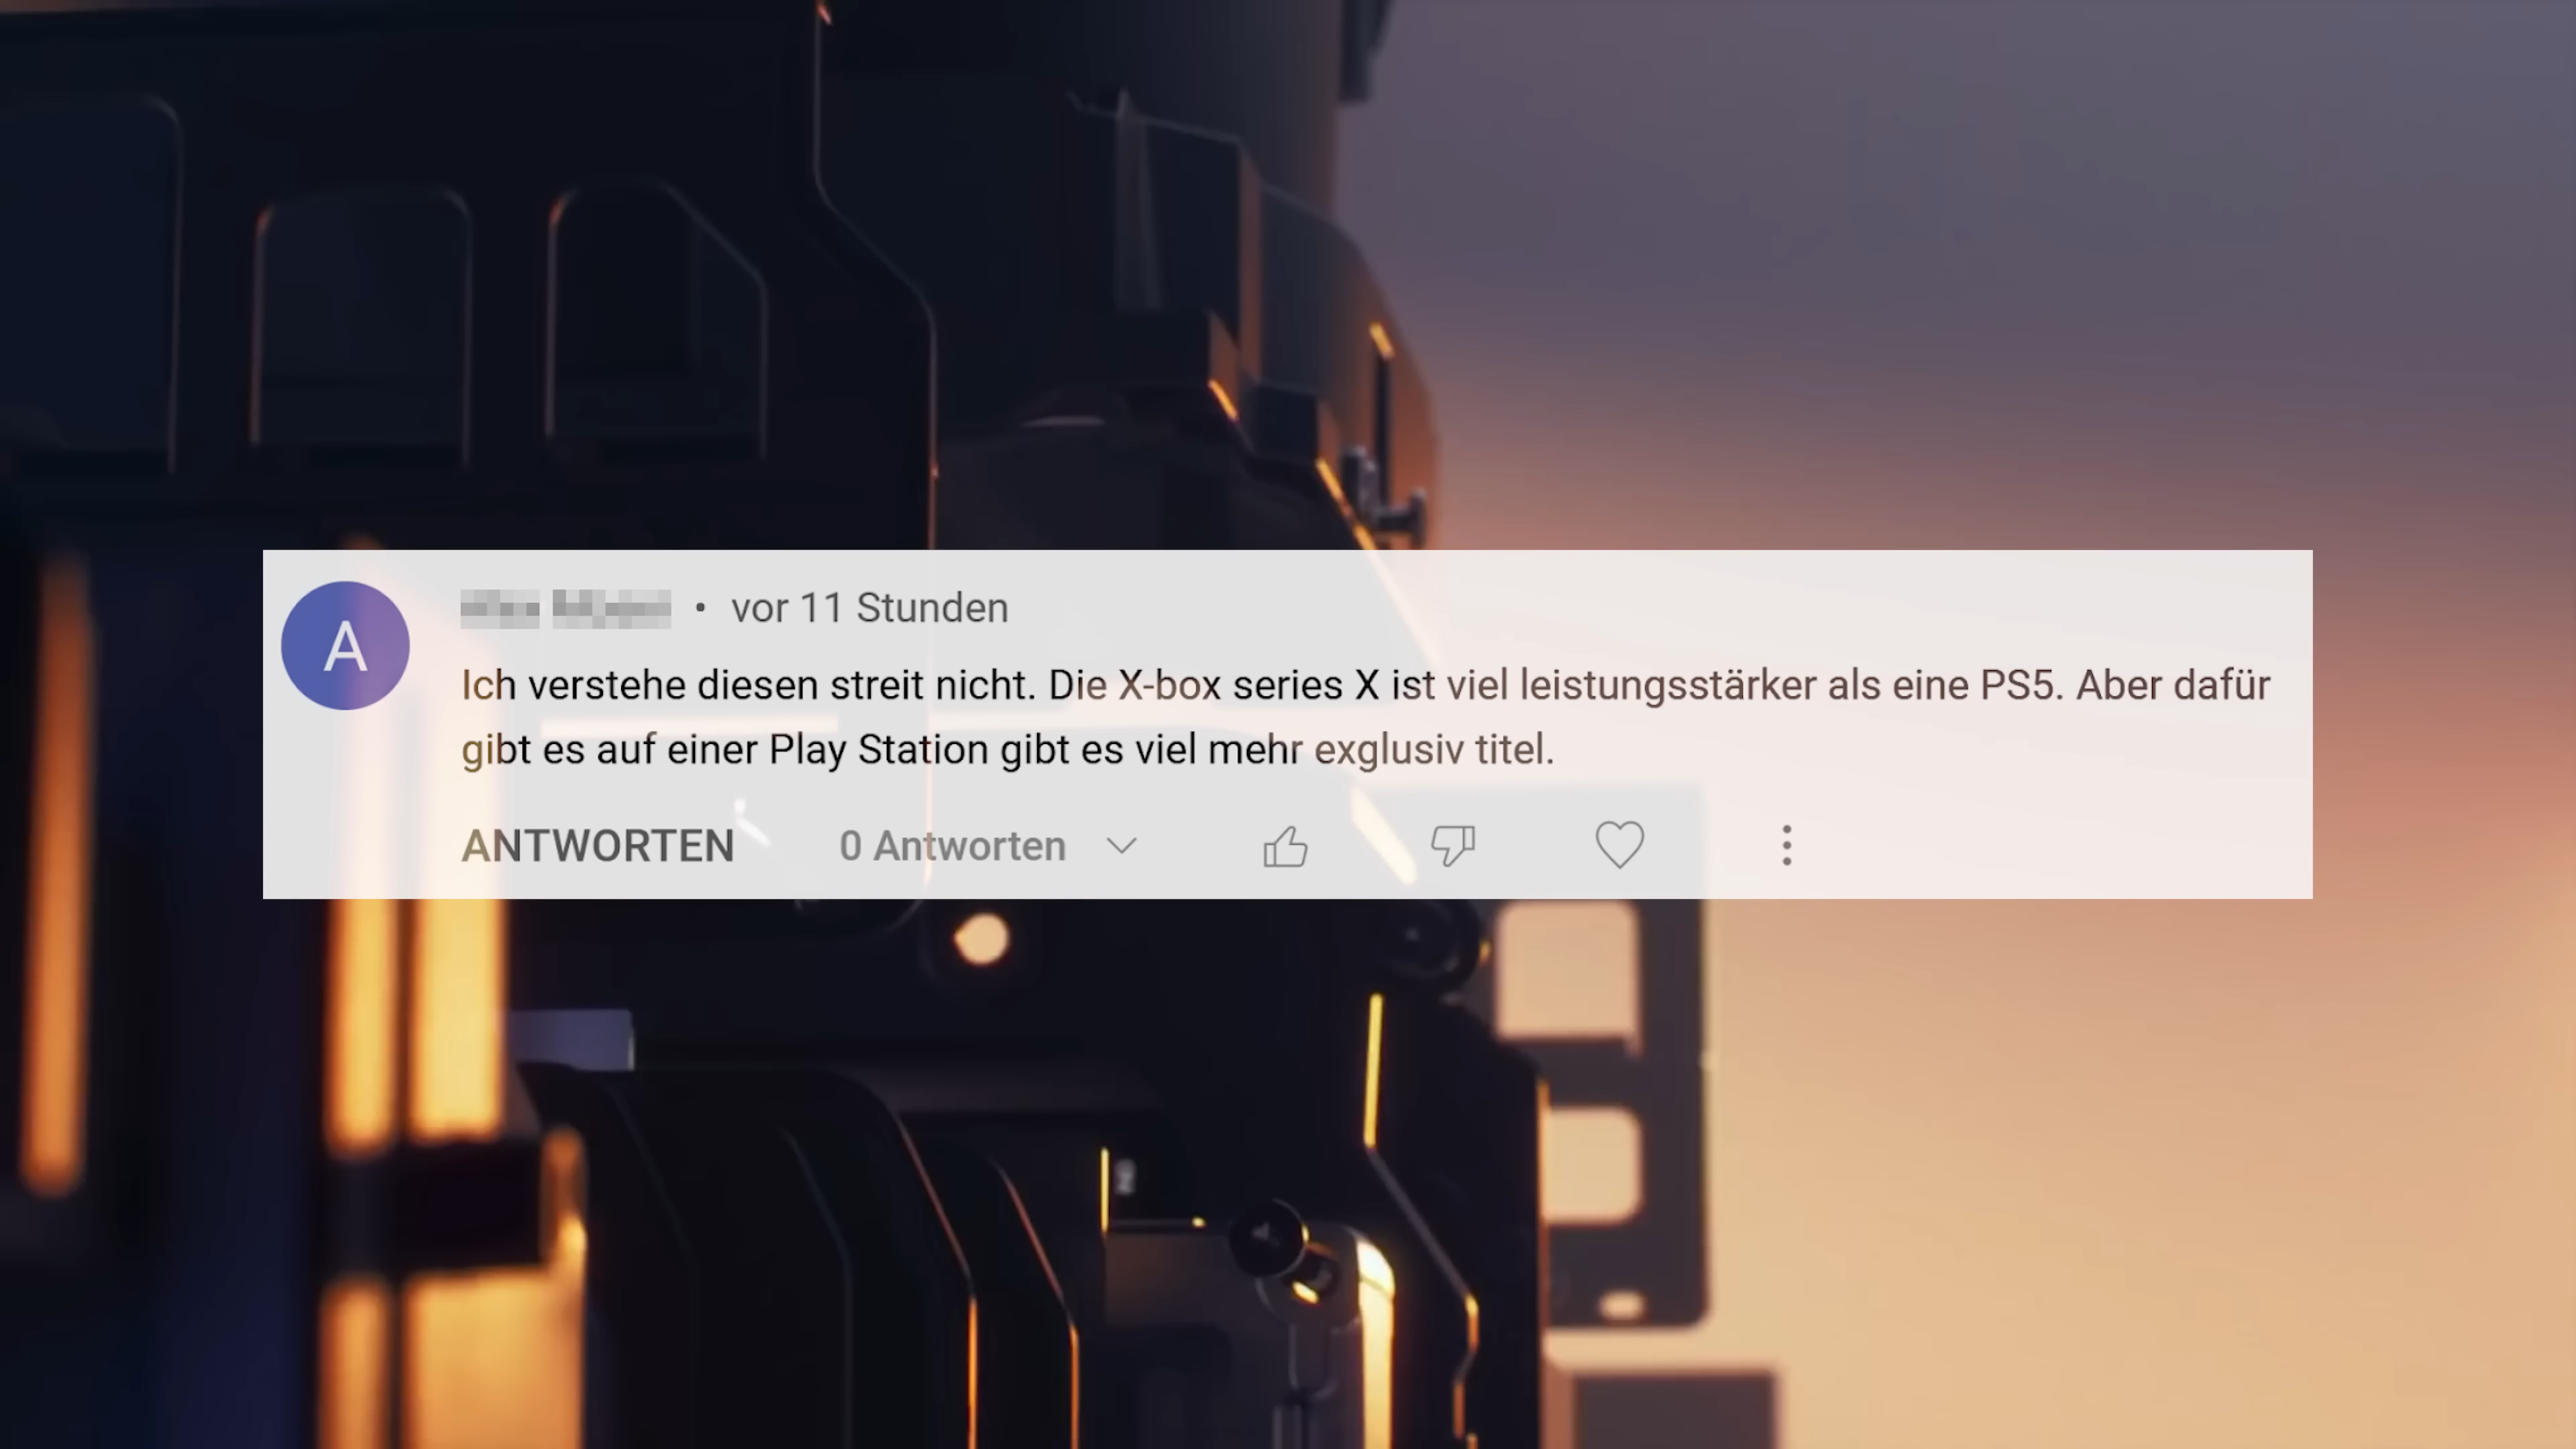 A
• vor 11 Stunden
Ich verstehe diesen streit nicht. Die X-box series X ist viel leistungsstärker als eine PS5. Aber dafür
gibt es auf einer Play Station gibt es viel mehr exglusiv titel.
ANTWORTEN 0 Antworten